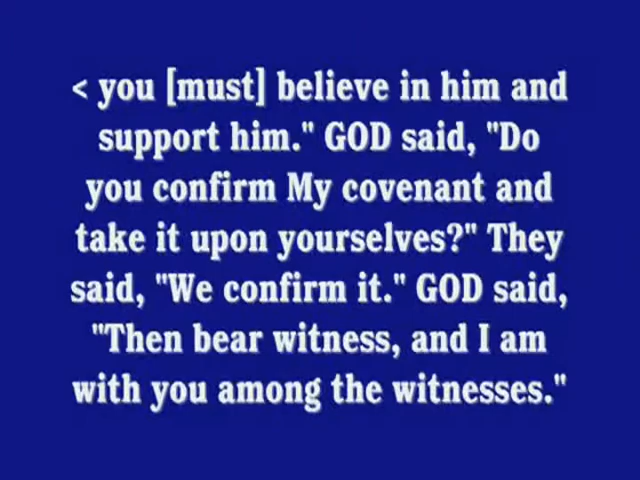 < you [must] believe in him and
support him." GOD said, "Do
you confirm My covenant and
take it upon yourselves?" They
said, "We confirm it." GOD said,
"Then bear witness, and I am
with you among the witnesses."